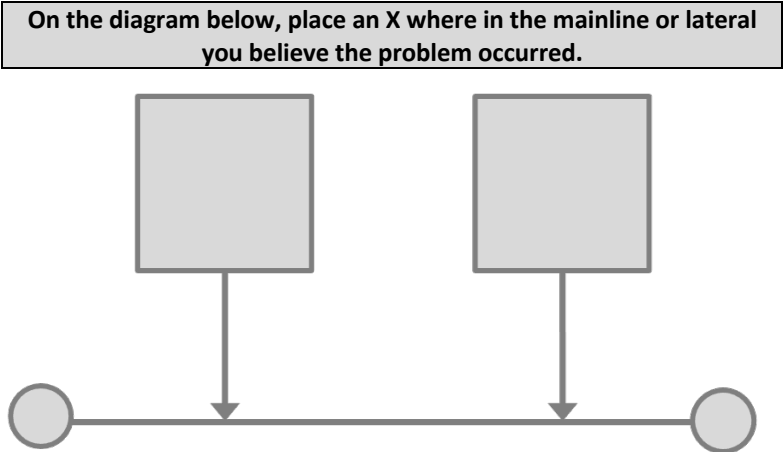 On the diagram below, place an X where in the mainline or lateral
you believe the problem occurred.